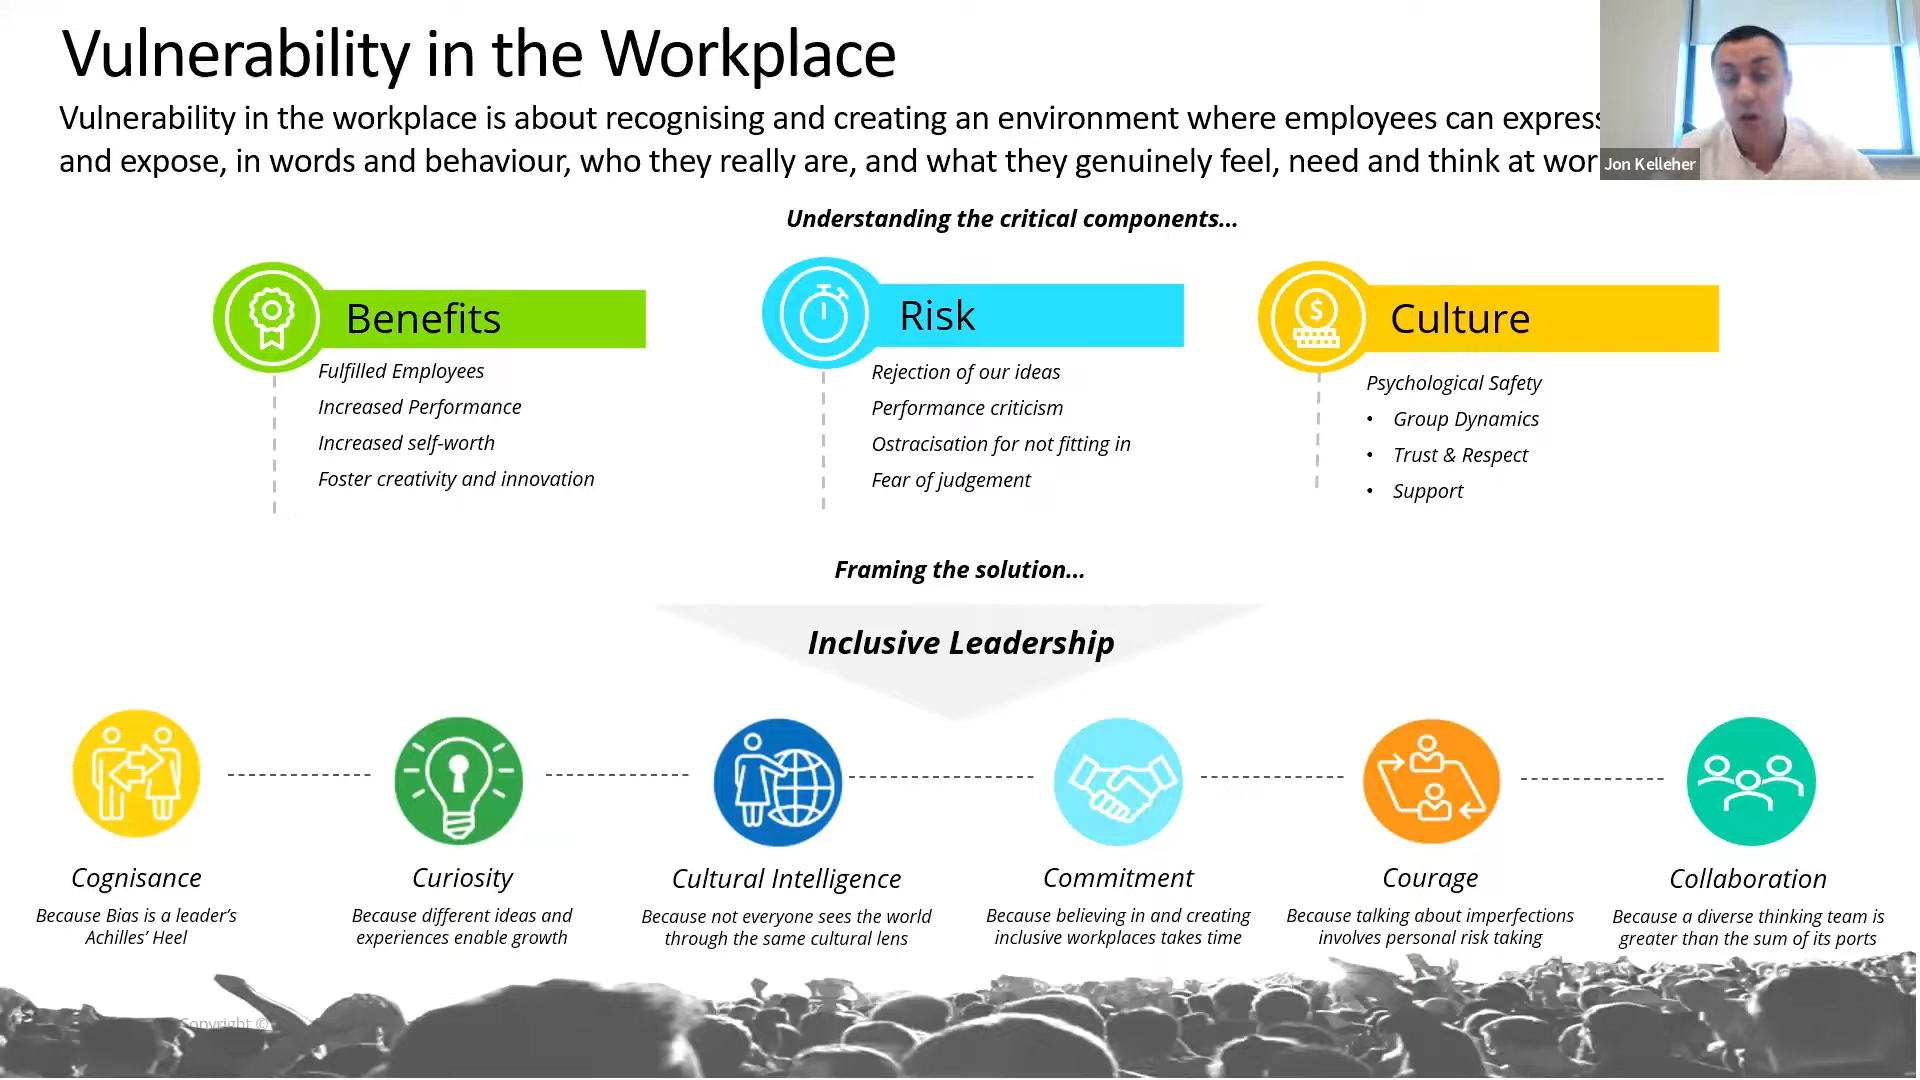 Vulnerability in the Workplace
Vulnerability in the workplace is about recognising and creating an environment where employees can express
and expose, in words and behaviour, who they really are, and what they genuinely feel, need and think at wor
Jon Kelleher
Understanding the critical components...
Benefits
Fulfilled Employees
Increased Performance
Increased self-worth
Foster creativity and innovation
Risk
Rejection of our ideas
Performance criticism
Ostracisation for not fitting in
Fear of judgement
$
Culture
Psychological Safety
• Group Dynamics
• Trust & Respect
• Support
Framing the solution...
Inclusive Leadership
Cognisance
Because Bias is a leader's
Achilles' Heel
Curiosity
Because different ideas and
experiences enable growth
Cultural Intelligence
Because not everyone sees the world
through the same cultural lens
Commitment
Because believing in and creating
inclusive workplaces takes time
Courage
Because talking about imperfections
involves personal risk taking
Collaboration
Because a diverse thinking team is
greater than the sum of its ports
Copyright ©